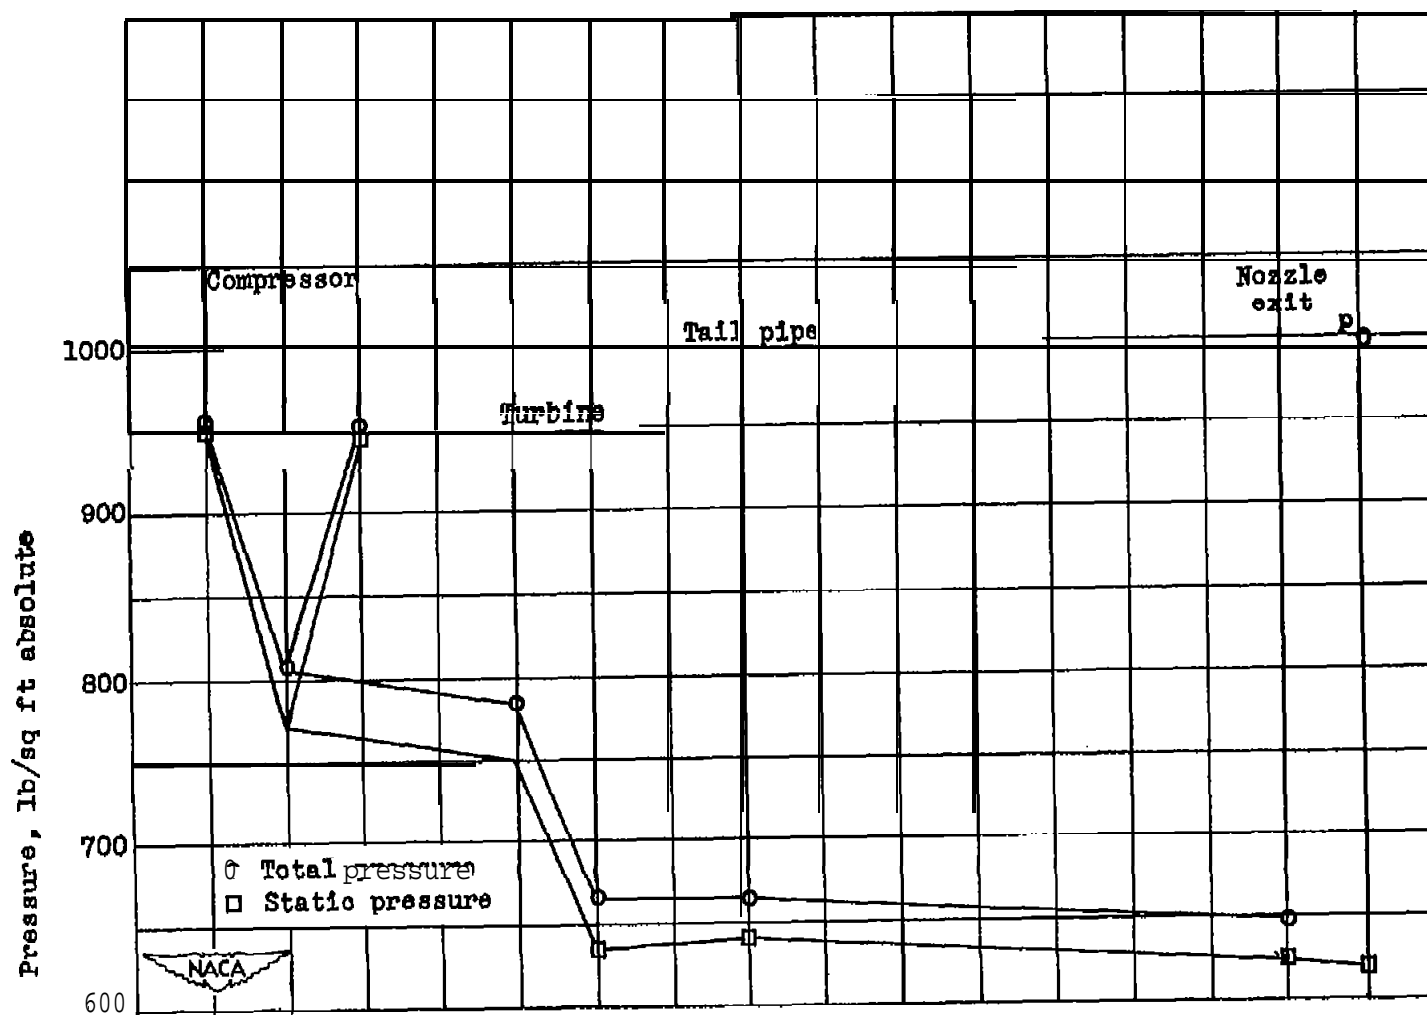 Compressor
Nozzle
exit
p
Tail pipe
1000
Turbine
900
800
700
600
Pressure, lb/sq ft absolute
Total pressure
Static pressure
NACA